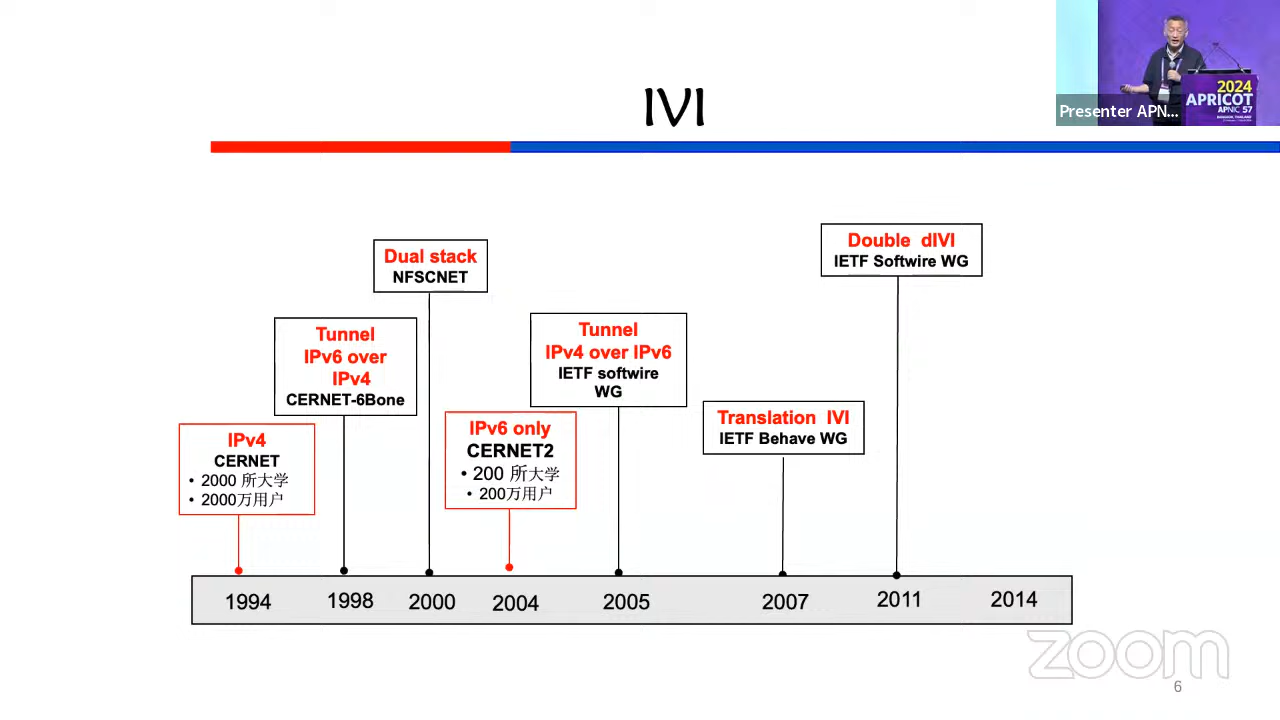 IVI
2024
APRICOT
APNIC 57
BANGKOK, THAILAND
Presenter APN...
Double dIVI
IETF Softwire WG
Dual stack
NFSCNET
Tunnel
IPv6 over
IPv4
CERNET-6Bone
Tunnel
IPv4 over IPv6
IETF softwire
WG
Translation IVI
IETF Behave WG
IPv4
CERNET
• 2000 所大学
• 2000万用户
IPv6 only
CERNET2
• 200 所大学
• 200万用户
1994
1998
2000
2004
2005
2007
2011
2014
zoom
6